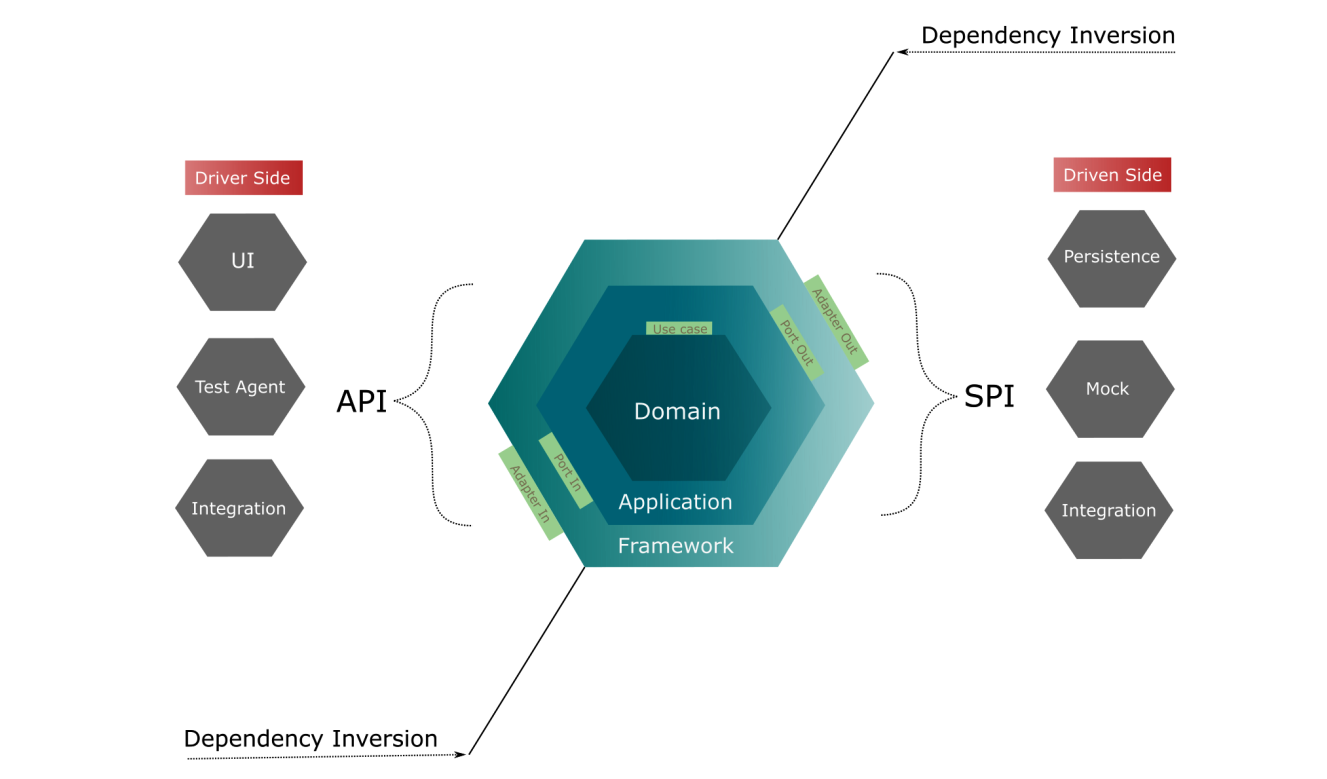 Dependency Inversion
Driver Side
Driven Side
UI
Persistence
Adapter Out
Port Out
Use case
Test Agent
API
Domain
SPI
Mock
Port In
Adapter In
Integration
Application
Integration
Framework
Dependency Inversion